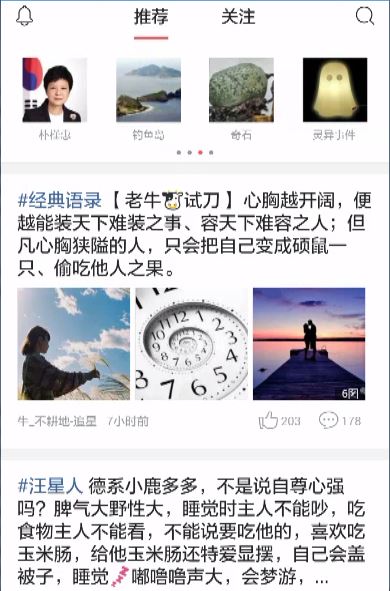 推荐 关注
朴槿惠 钓鱼岛 奇石 灵异事件
#经典语录【老牛🐮试刀】心胸越开阔，便
越能装天下难装之事、容天下难容之人；但
凡心胸狭隘的人，只会把自己变成硕鼠一
只、偷吃他人之果。
6图
牛_不耕地-追星 7小时前 203 178
#汪星人 德系小鹿多多，不是说自尊心强
吗？脾气大野性大，睡觉时主人不能吵，吃
食物主人不能看，不能说要吃他的，喜欢吃
玉米肠，给他玉米肠还特爱显摆，自己会盖
被子，睡觉💤嘟噜噜声大，会梦游，...